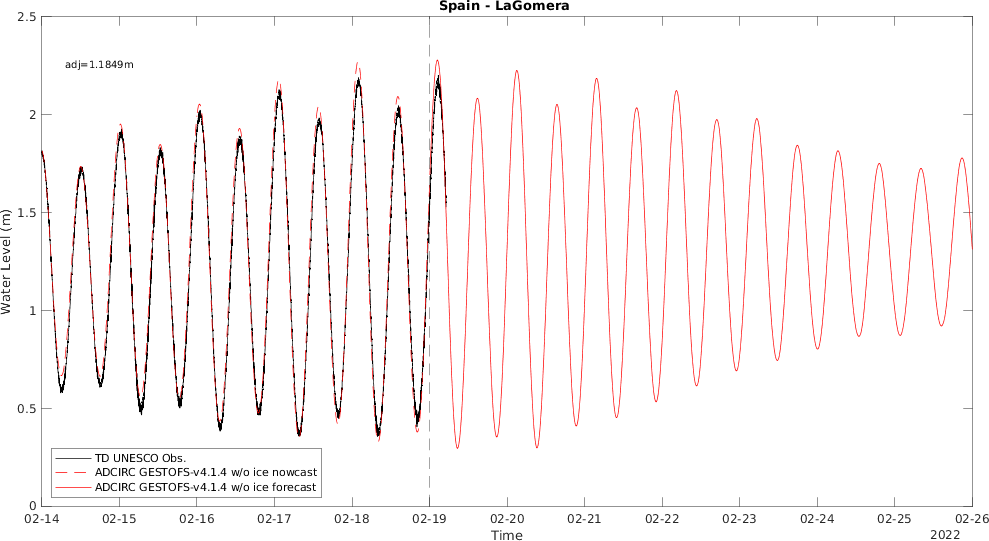 Spain - LaGomera
adj=1.1849m
2.5
2
1.5
1
0.5
0
Water Level (m)
TD UNESCO Obs.
ADCIRC GESTOFS-v4.1.4 w/o ice nowcast
ADCIRC GESTOFS-v4.1.4 w/o ice forecast
02-14 02-15 02-16 02-17 02-18 02-19 02-20 02-21 02-22 02-23 02-24 02-25 02-26
Time
2022